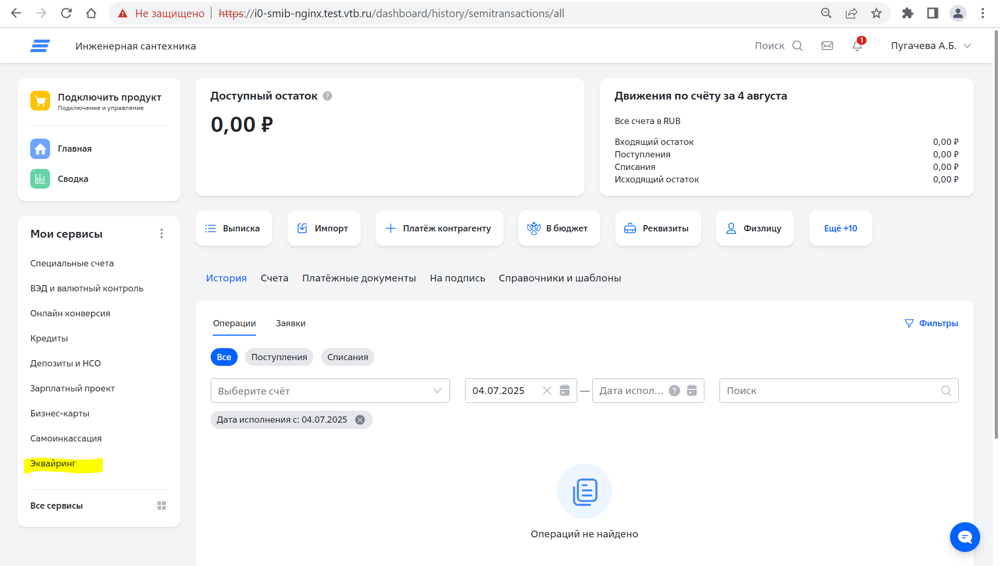 Не защищено
https://i0-smib-nginx.test.vtb.ru/dashboard/history/semitransactions/all
Инженерная сантехника
Поиск
1
Пугачева А.Б.
Подключить продукт
Подключение и управление
Главная
Сводка
Мои сервисы
Специальные счета
ВЭД и валютный контроль
Онлайн конверсия
Кредиты
Депозиты и НСО
Зарплатный проект
Бизнес-карты
Самоинкассация
Эквайринг
Все сервисы
Доступный остаток ?
0,00 ₽
Движения по счёту за 4 августа
Все счета в RUB
Входящий остаток 0,00 ₽
Поступления 0,00 ₽
Списания 0,00 ₽
Исходящий остаток 0,00 ₽
Выписка
Импорт
Платёж контрагенту
В бюджет
Реквизиты
Физлицу
Ещё +10
История Счета Платёжные документы На подпись Справочники и шаблоны
Операции Заявки
Фильтры
Все Поступления Списания
Выберите счёт
04.07.2025
—
Дата испол... ?
Поиск
Дата исполнения с: 04.07.2025
Операций не найдено